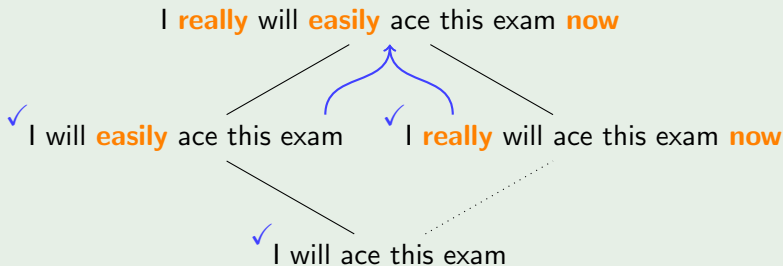 I really will easily ace this exam now
✓I will easily ace this exam
✓I really will ace this exam now
✓I will ace this exam